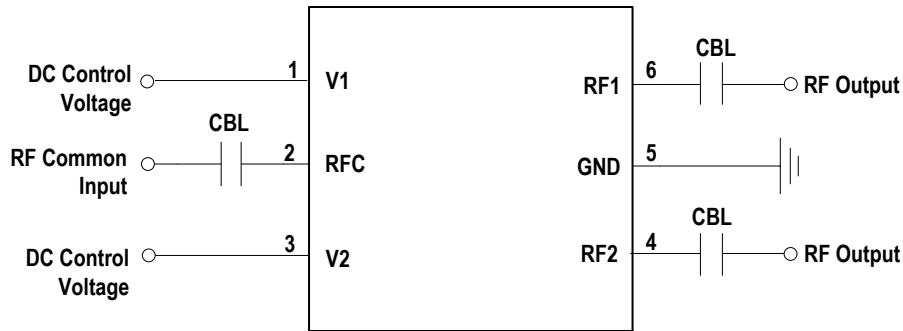 CBL
DC Control
Voltage
1
V1
RF1
6
RF Output
CBL
RF Common
Input
2
RFC
GND
5
CBL
DC Control
Voltage
3
V2
RF2
4
RF Output